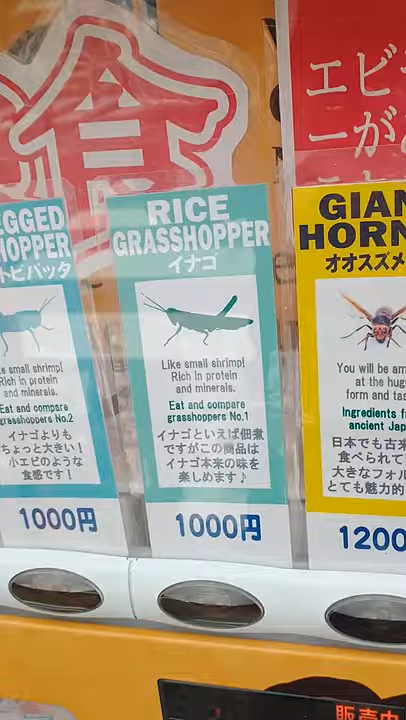 食
エビ
ーが
EGGED
HOPPER
トビバッタ
e small shrimp!
Rich in protein
and minerals.
Eat and compare
grasshoppers No.2
イナゴよりも
ちょっと大きい!
小エビのような
食感です!
1000円
RICE
GRASSHOPPER
イナゴ
Like small shrimp!
Rich in protein
and minerals.
Eat and compare
grasshoppers No.1
イナゴといえば佃煮
ですがこの商品は
イナゴ本来の味を
楽しめます♪
1000円
GIAN
HORN
オオスズメ
You will be am
at the hug
form and tas
Ingredients f
ancient Jap
日本でも古来
食べられて
大きなフォル
とても魅力的
1200
販売中